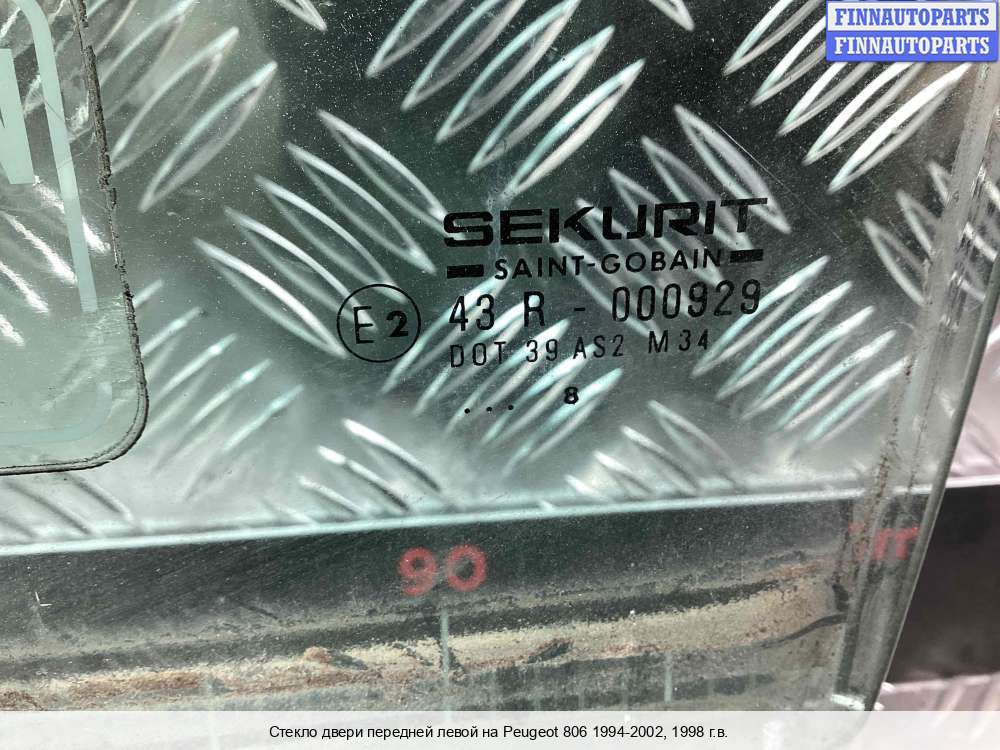 FINNAUTOPARTS
FINNAUTOPARTS
SEKURIT
SAINT-GOBAIN
E2 43 R - 000929
DOT 39 AS2 M34
... 8
90
Стекло двери передней левой на Peugeot 806 1994-2002, 1998 г.в.